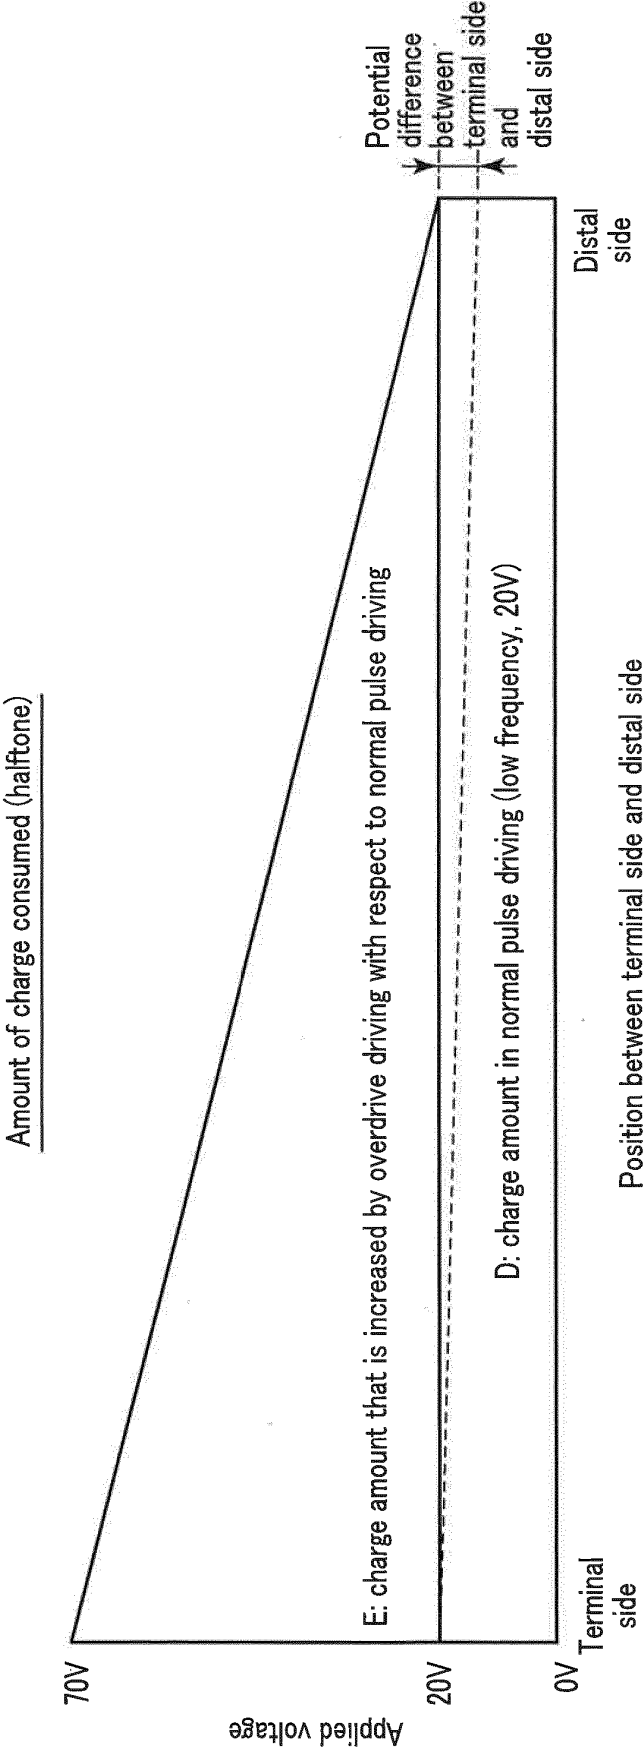 Amount of charge consumed (halftone)
70V
20V
0V
Applied voltage
E: charge amount that is increased by overdrive driving with respect to normal pulse driving
D: charge amount in normal pulse driving (low frequency, 20V)
Potential
difference
between
terminal side
and
distal side
Terminal
side
Distal
side
Position between terminal side and distal side